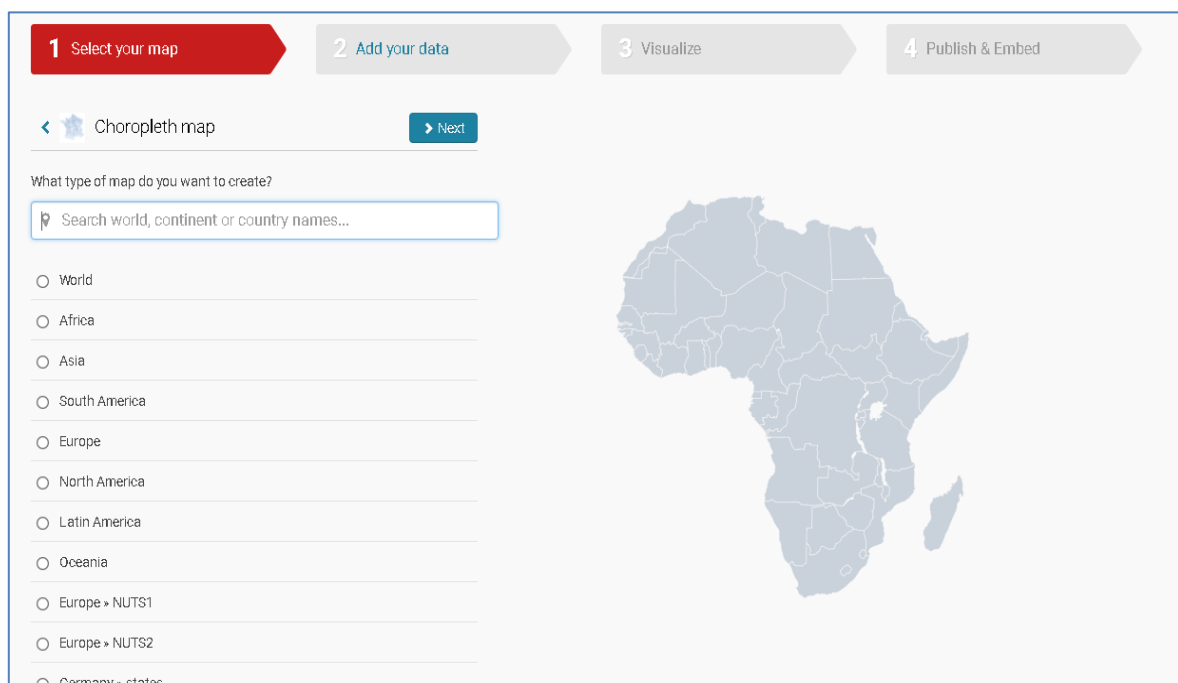 1 Select your map
2 Add your data
3 Visualize
4 Publish & Embed
Choropleth map
Next
What type of map do you want to create?
Search world, continent or country names...
World
Africa
Asia
South America
Europe
North America
Latin America
Oceania
Europe » NUTS1
Europe » NUTS2
Germany » states